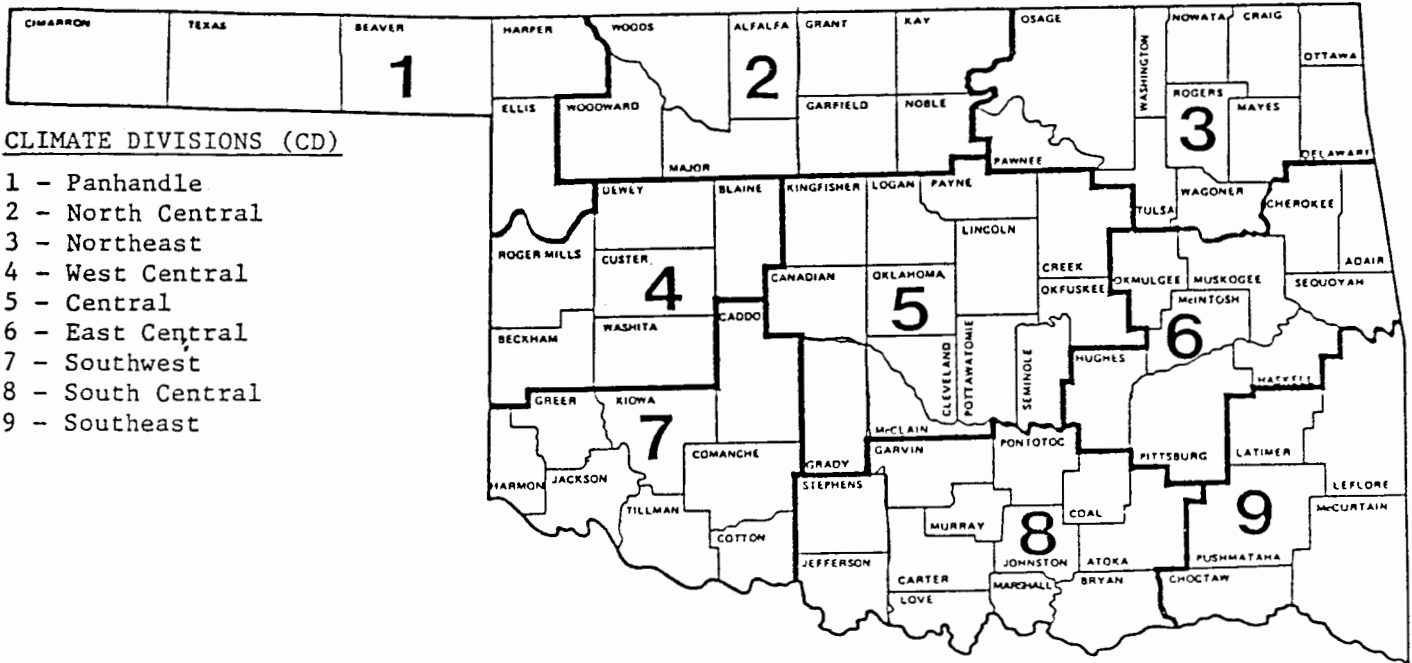 CIMARRON
TEXAS
BEAVER
HARPER
WOODS
ALFALFA
GRANT
KAY
OSAGE
WASHINGTON
NOWATA
CRAIG
OTTAWA
1
2
3
ELLIS
WOODWARD
MAJOR
GARFIELD
NOBLE
PAWNEE
ROGERS
MAYES
DELAWARE
CLIMATE DIVISIONS (CD)
1 - Panhandle
2 - North Central
3 - Northeast
4 - West Central
5 - Central
6 - East Central
7 - Southwest
8 - South Central
9 - Southeast
DEWEY
BLAINE
KINGFISHER
LOGAN
PAYNE
TULSA
WAGONER
CHEROKEE
ADAIR
ROGER MILLS
CUSTER
4
CANADIAN
OKLAHOMA
5
LINCOLN
CREEK
OKFUSKEE
OKMULGEE
MUSKOGEE
SEQUOYAH
McINTOSH
6
BECKHAM
WASHITA
CADDO
CLEVELAND
POTTAWATOMIE
SEMINOLE
HUGHES
HASKELL
GREER
KIOWA
7
COMANCHE
GRADY
McCLAIN
GARVIN
PONTOTOC
PITTSBURG
LATIMER
LEFLORE
HARMON
JACKSON
TILLMAN
COTTON
STEPHENS
MURRAY
8
COAL
9
McCURTAIN
JEFFERSON
CARTER
LOVE
JOHNSTON
MARSHALL
ATOKA
BRYAN
PUSHMATAHA
CHOCTAW